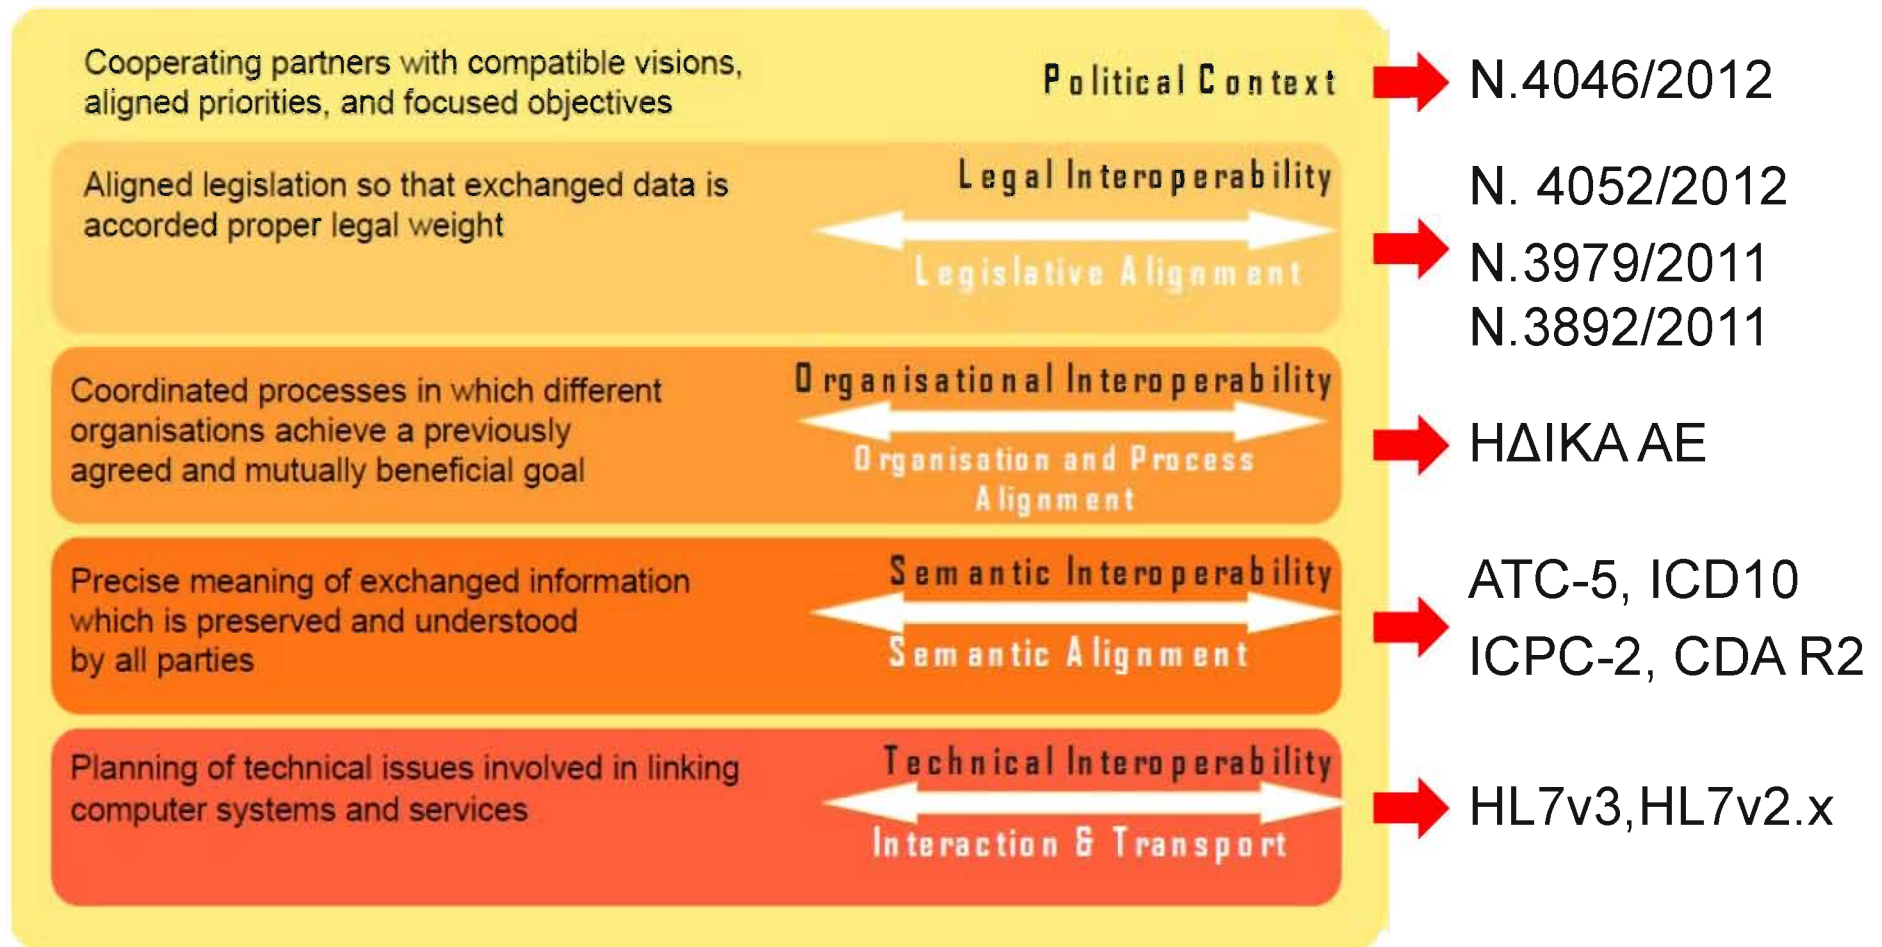 Cooperating partners with compatible visions,
aligned priorities, and focused objectives
Political Context
N.4046/2012
Aligned legislation so that exchanged data is
accorded proper legal weight
Legal Interoperability
Legislative Alignment
N. 4052/2012
N.3979/2011
N.3892/2011
Coordinated processes in which different
organisations achieve a previously
agreed and mutually beneficial goal
Organisational Interoperability
Organisation and Process
Alignment
ΗΔΙΚΑ ΑΕ
Precise meaning of exchanged information
which is preserved and understood
by all parties
Semantic Interoperability
Semantic Alignment
ATC-5, ICD10
ICPC-2, CDA R2
Planning of technical issues involved in linking
computer systems and services
Technical Interoperability
Interaction & Transport
HL7v3,HL7v2.x